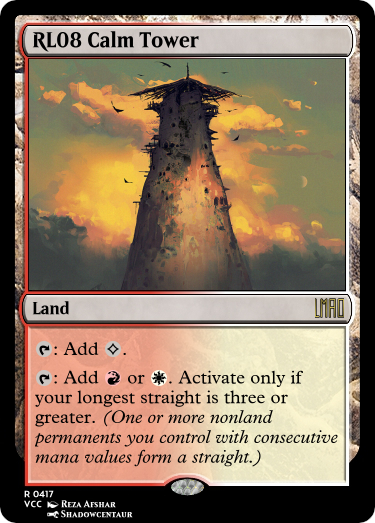 RL08 Calm Tower
Land
LMAO
: Add .
: Add or . Activate only if
your longest straight is three or
greater. (One or more nonland
permanents you control with consecutive
mana values form a straight.)
R 0417
VCC Reza Afshar
Shadowcentaur